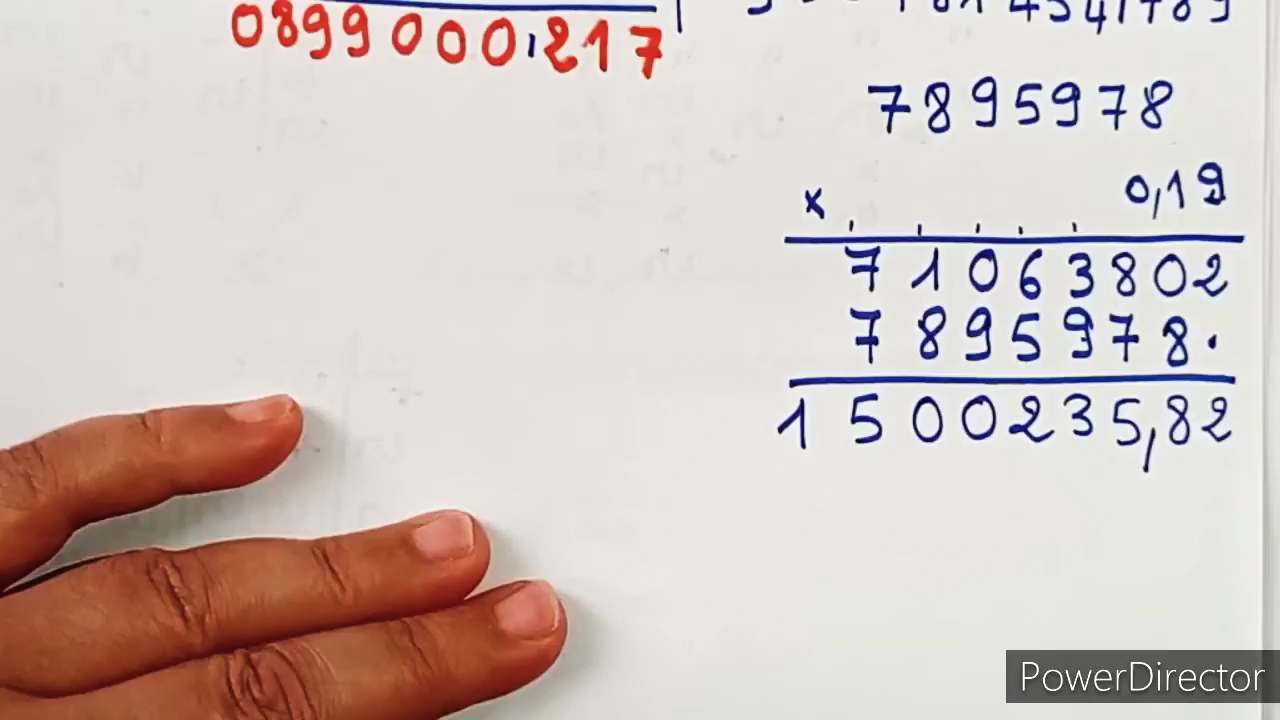 0899000,217
7895978
x 0,19
71063802
7895978.
1500235,82
PowerDirector